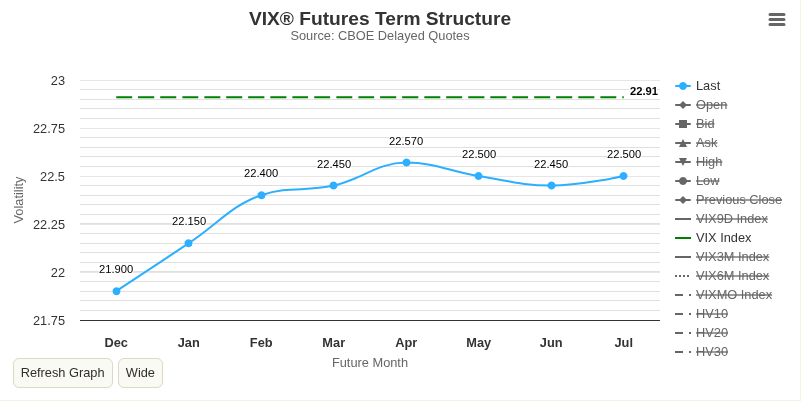 VIX® Futures Term Structure
Source: CBOE Delayed Quotes
23
22.75
22.5
22.25
22
21.75
Volatility
22.91
21.900
22.150
22.400
22.450
22.570
22.500
22.450
22.500
Dec Jan Feb Mar Apr May Jun Jul
Future Month
Last
Open
Bid
Ask
High
Low
Previous Close
VIX9D Index
VIX Index
VIX3M Index
VIX6M Index
VIXMO Index
HV10
HV20
HV30
Refresh Graph Wide